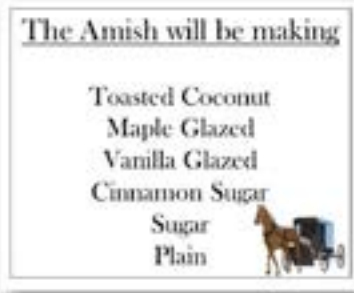 The Amish will be making
Toasted Coconut
Maple Glazed
Vanilla Glazed
Cinnamon Sugar
Sugar
Plain